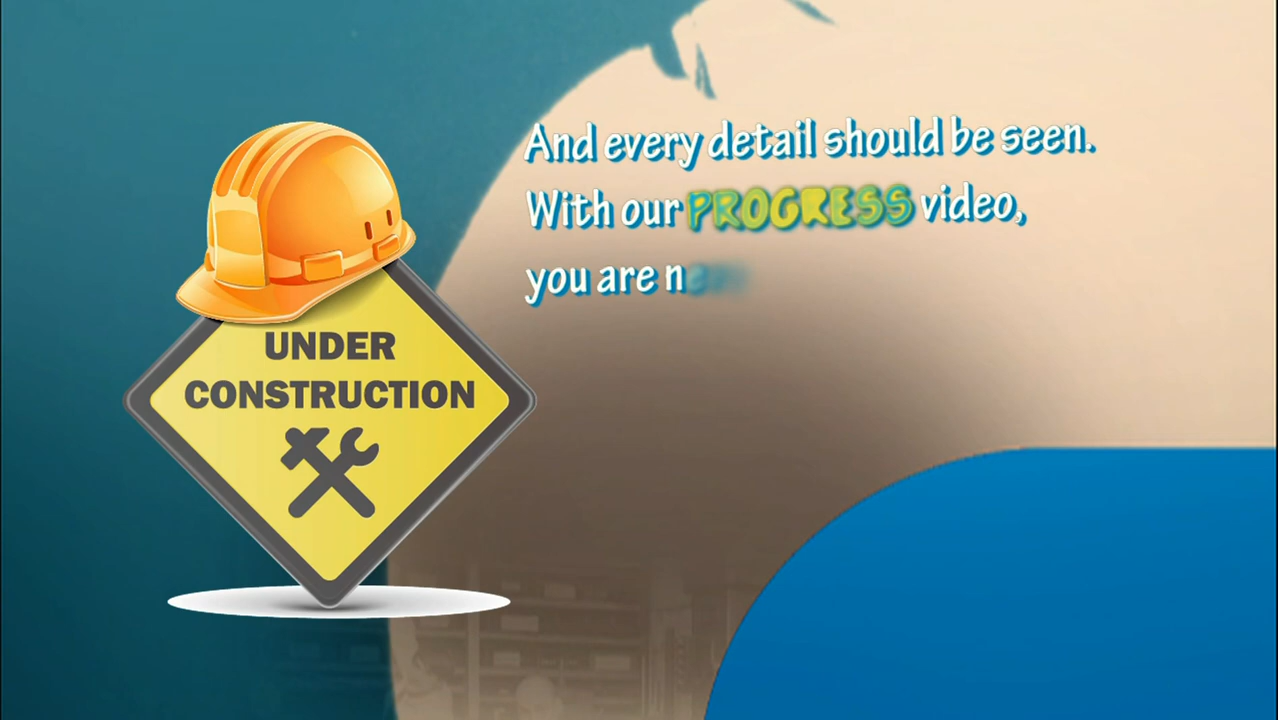 And every detail should be seen.
With our PROGRESS video,
you are
UNDER
CONSTRUCTION